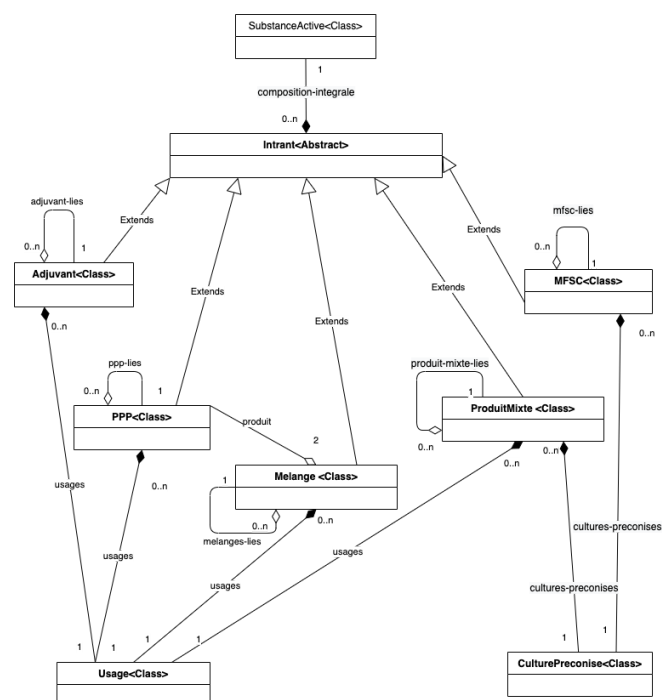 SubstanceActive<Class>
1
composition-integrale
0..n
Intrant<Abstract>
adjuvant-lies
Extends
mfsc-lies
0..n
1
Extends
0..n
1
Adjuvant<Class>
MFSC<Class>
0..n
Extends
Extends
0..n
Extends
ppp-lies
produit-mixte-lies
0..n
1
1
PPP<Class>
ProduitMixte <Class>
produit
2
0..n
0..n
0..n
Melange <Class>
1
0..n
usages
0..n
0..n
melanges-lies
cultures-preconises
usages
usages
usages
cultures-preconises
1
1
1
1
1
1
Usage<Class>
CulturePreconise<Class>